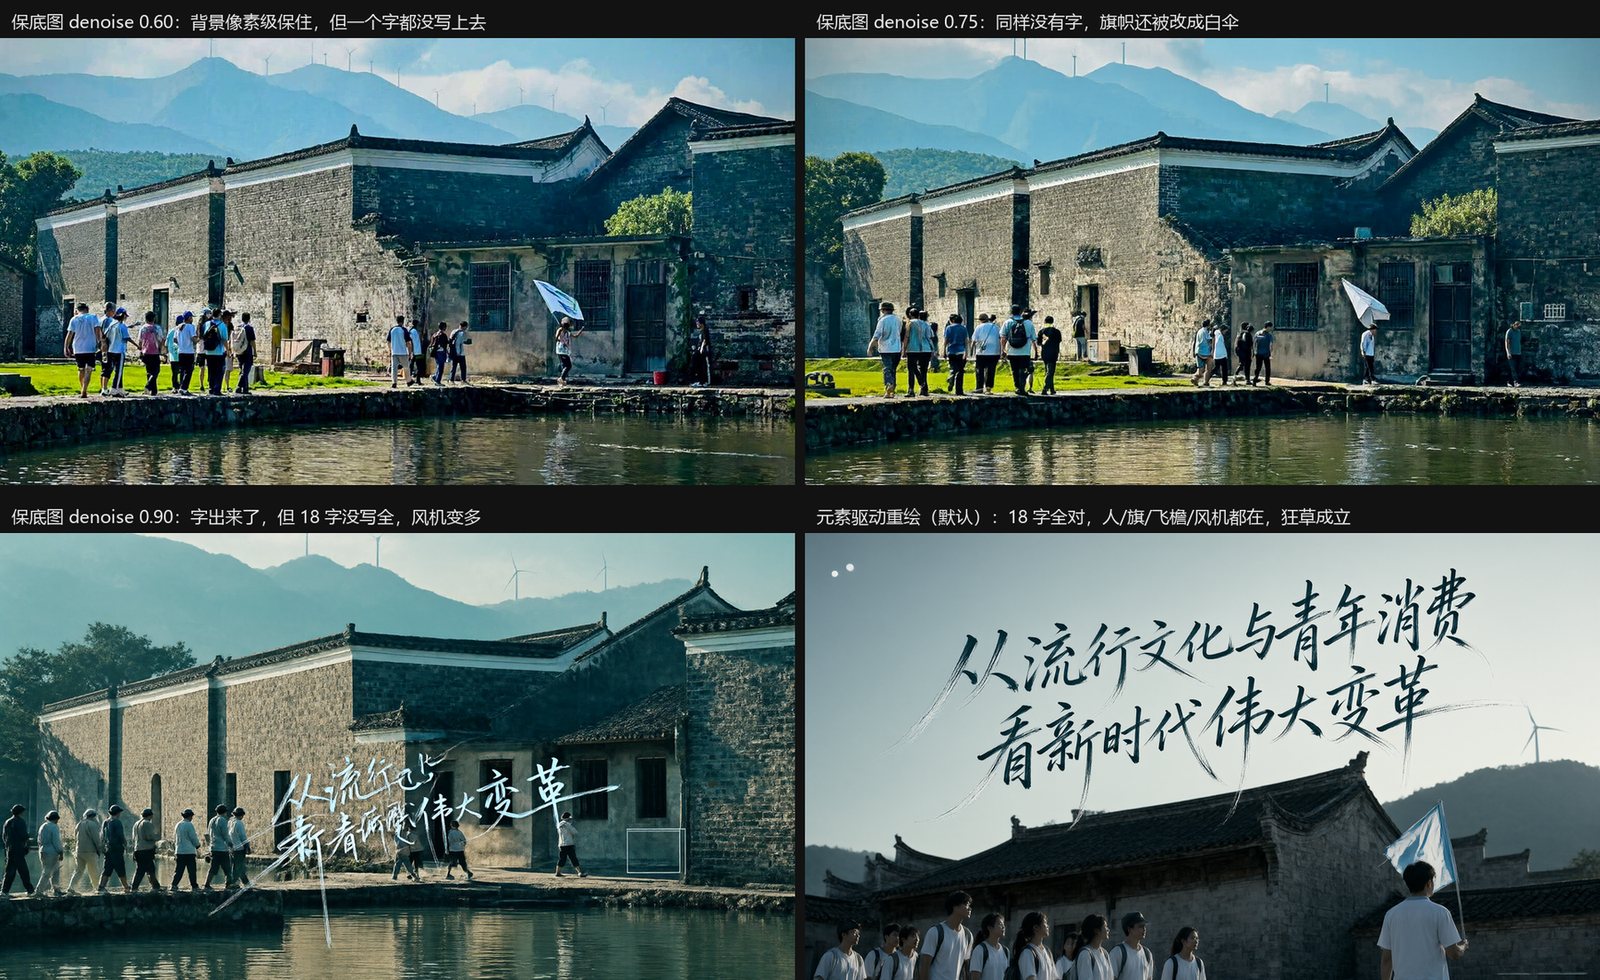 保底图 denoise 0.60：背景像素级保住，但一个字都没写上去
保底图 denoise 0.75：同样没有字，旗帜还被改成白伞
保底图 denoise 0.90：字出来了，但 18 字没写全，风机变多
从流行
新看 伟大变革
元素驱动重绘（默认）：18 字全对，人/旗/飞檐/风机都在，狂草成立
从流行文化与青年消费
看新时代伟大变革